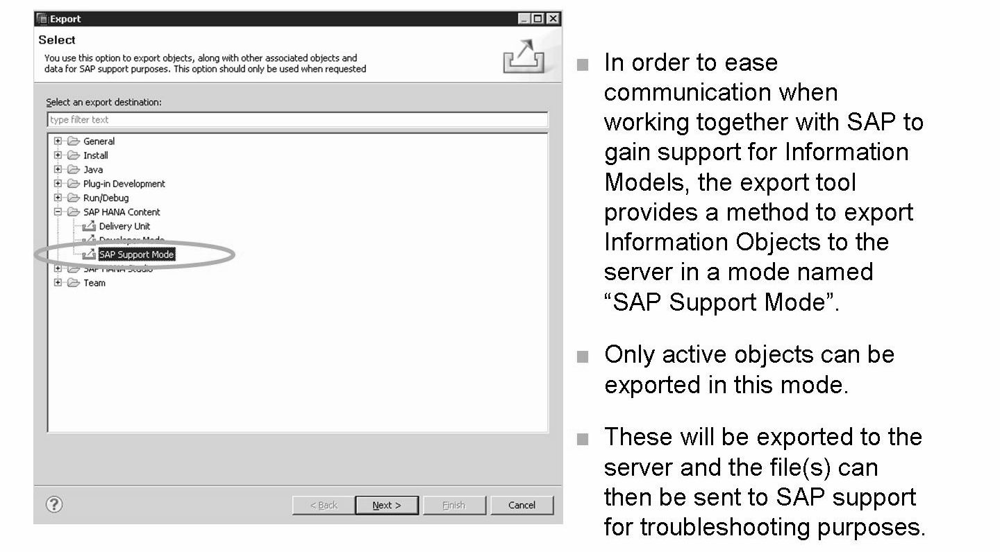 Export
Select
You use this option to export objects, along with other associated objects and
data for SAP support purposes. This option should only be used when requested
Select an export destination:
type filter text
General
Install
Java
Plug-in Development
Run/Debug
SAP HANA Content
Delivery Unit
Developer Mode
SAP Support Mode
SAP HANA Studio
Team
?
< Back
Next >
Finish
Cancel
■ In order to ease
communication when
working together with SAP to
gain support for Information
Models, the export tool
provides a method to export
Information Objects to the
server in a mode named
“SAP Support Mode”.
■ Only active objects can be
exported in this mode.
■ These will be exported to the
server and the file(s) can
then be sent to SAP support
for troubleshooting purposes.